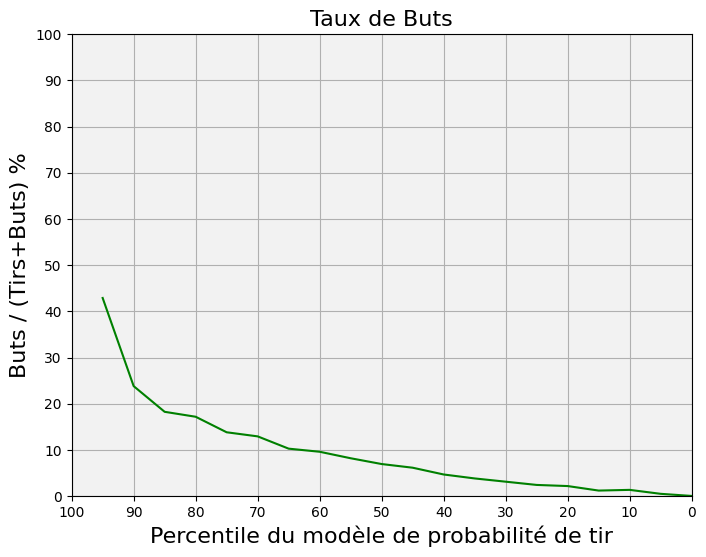 Taux de Buts
Buts / (Tirs+Buts) %
100
90
80
70
60
50
40
30
20
10
0
100 90 80 70 60 50 40 30 20 10 0
Percentile du modèle de probabilité de tir